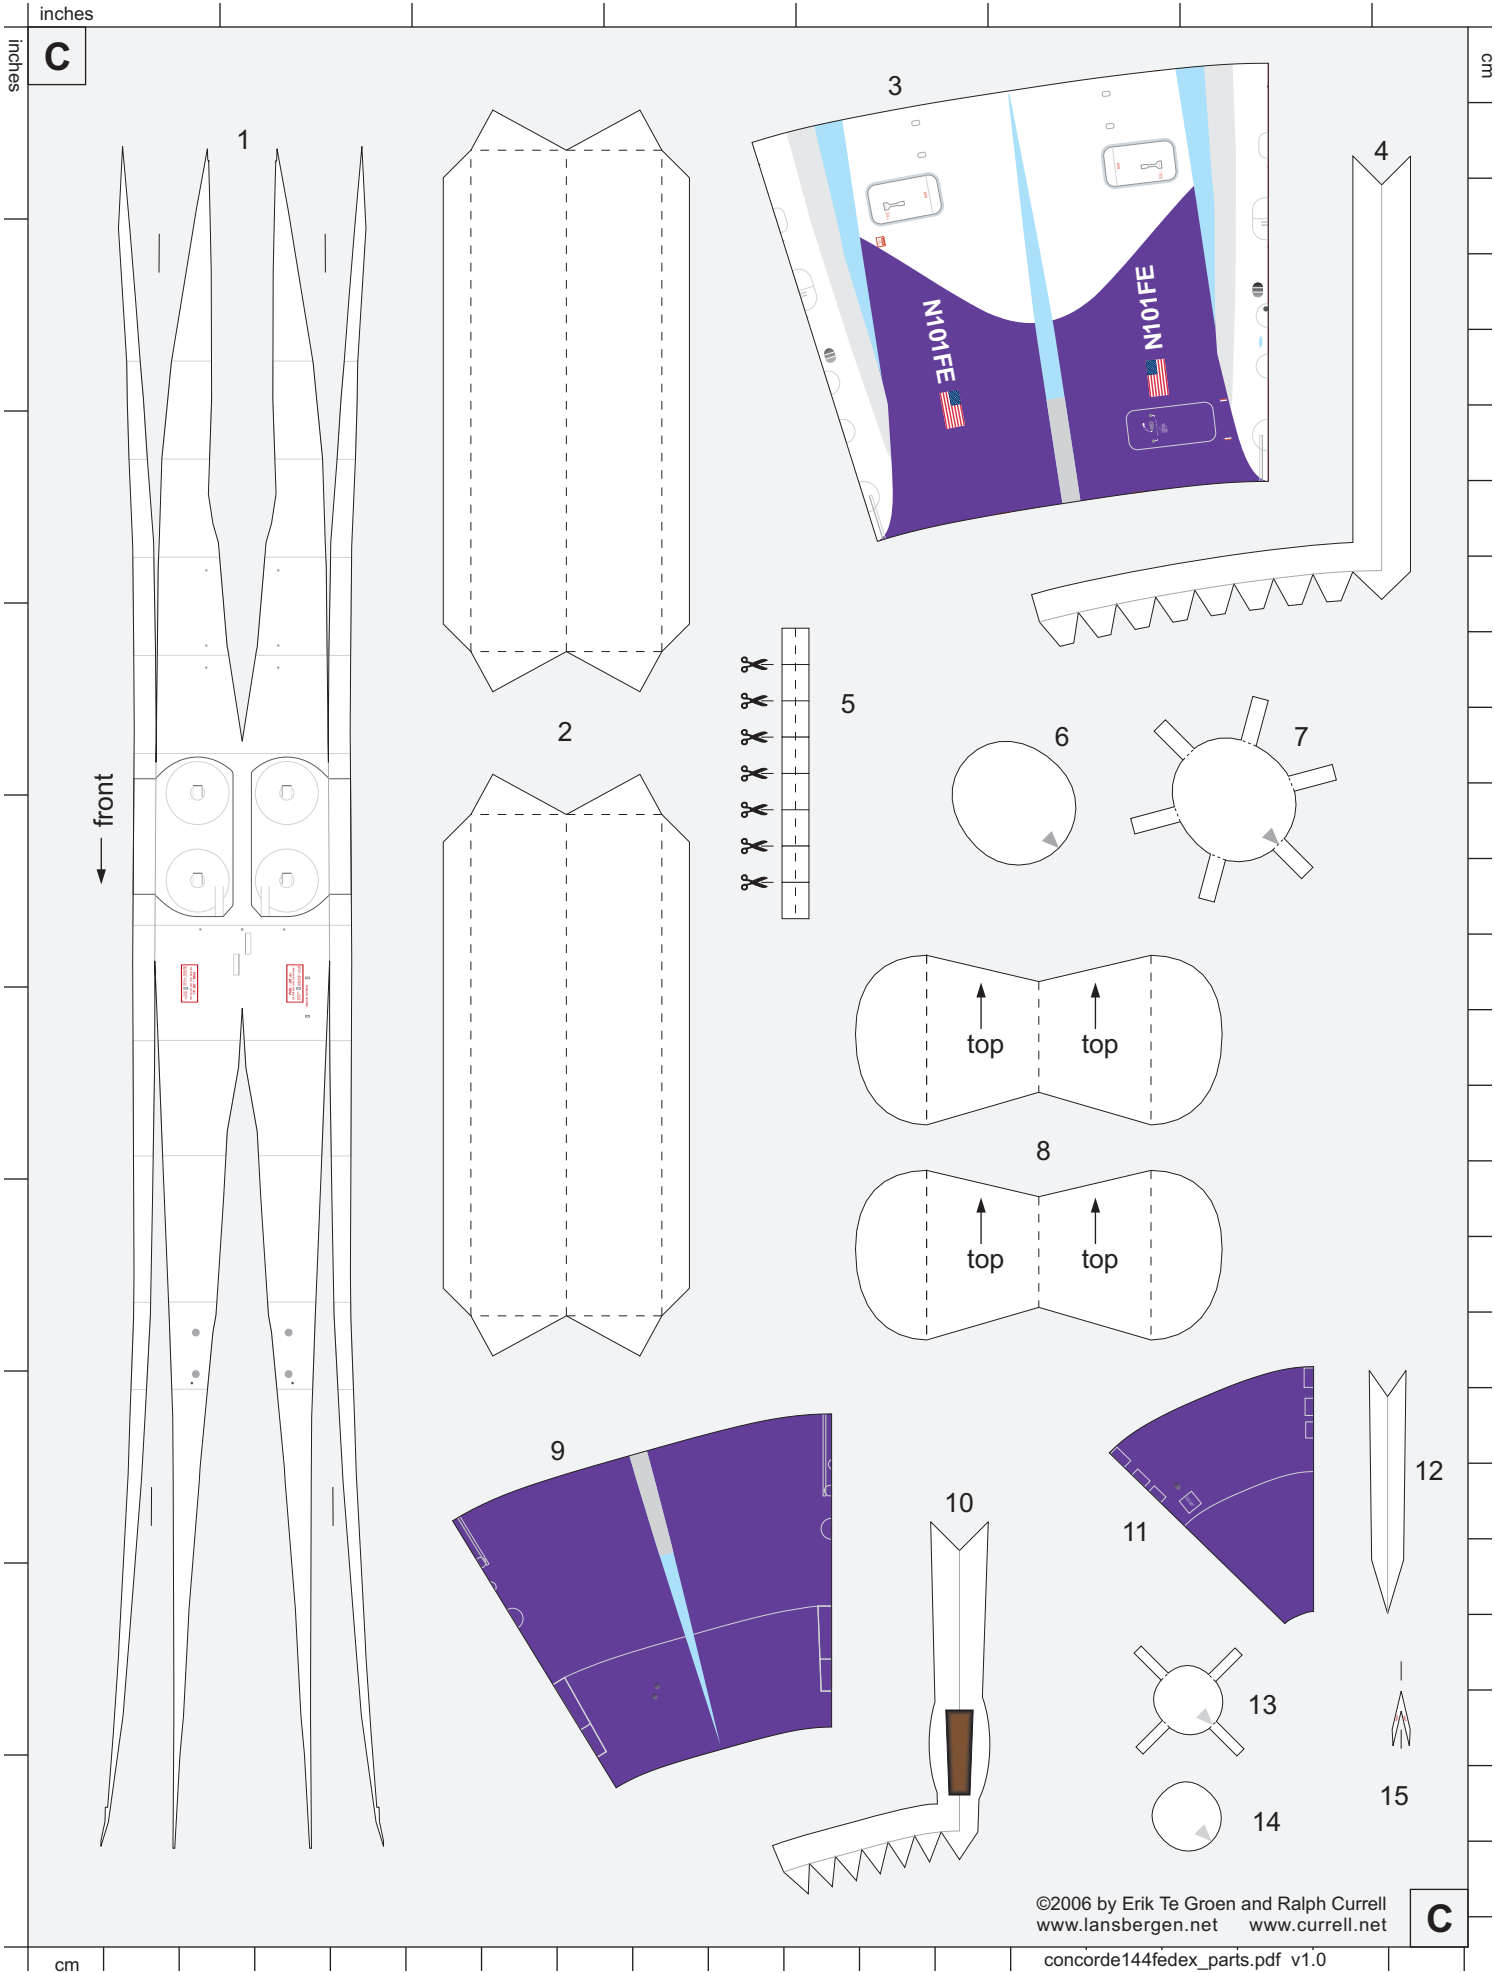 inches
inches
C
cm
1
3
4
N101FE
N101FE
5
2
6
7
front
top
top
8
top
top
9
10
11
12
13
14
15
©2006 by Erik Te Groen and Ralph Currell
www.lansbergen.net www.currell.net
C
cm
concorde144fedex_parts.pdf v1.0